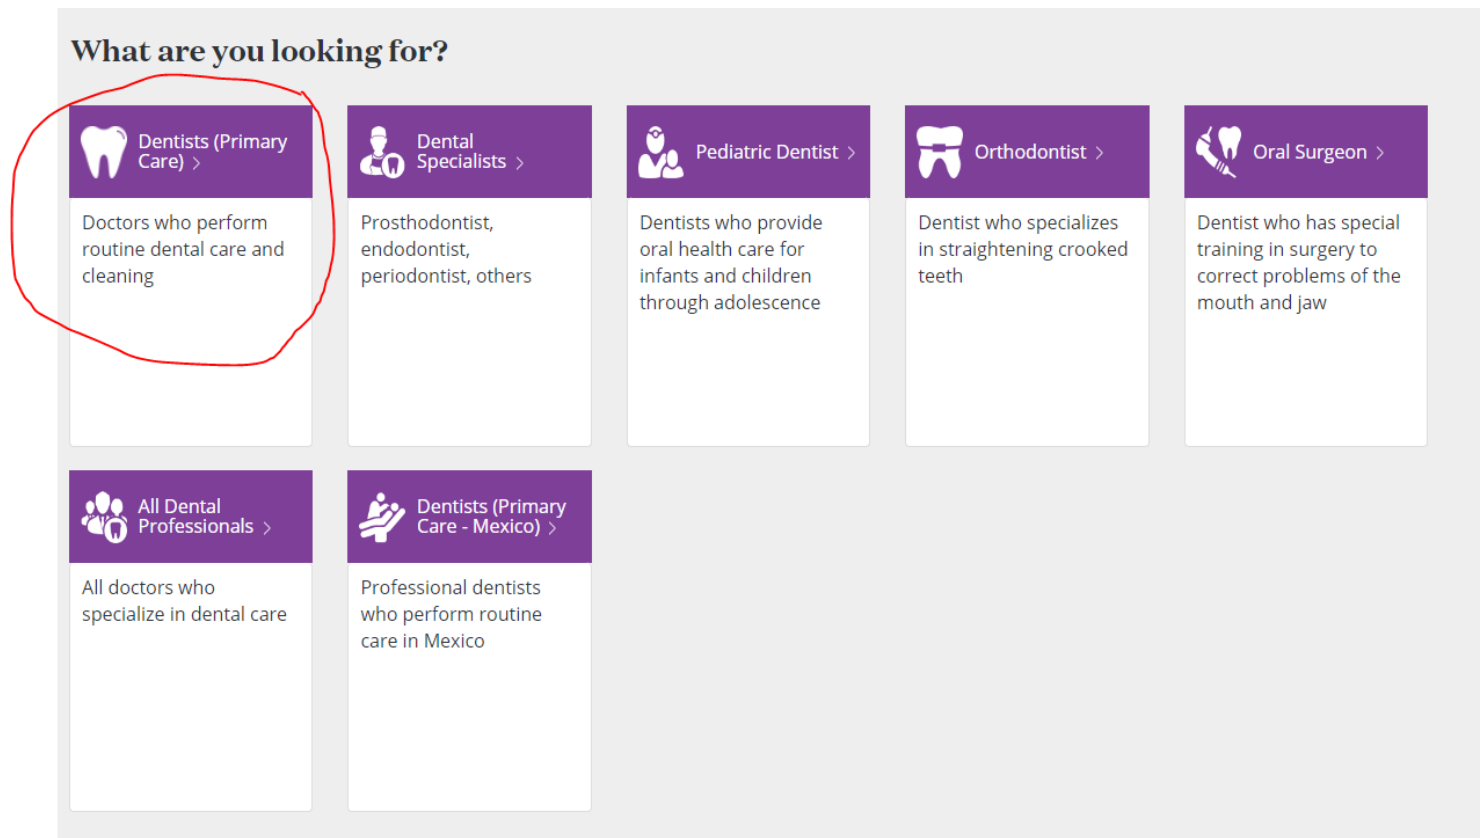 What are you looking for?
Dentists (Primary
Care) >
Doctors who perform
routine dental care and
cleaning
Dental
Specialists >
Prosthodontist,
endodontist,
periodontist, others
Pediatric Dentist >
Dentists who provide
oral health care for
infants and children
through adolescence
Orthodontist >
Dentist who specializes
in straightening crooked
teeth
Oral Surgeon >
Dentist who has special
training in surgery to
correct problems of the
mouth and jaw
All Dental
Professionals >
All doctors who
specialize in dental care
Dentists (Primary
Care - Mexico) >
Professional dentists
who perform routine
care in Mexico